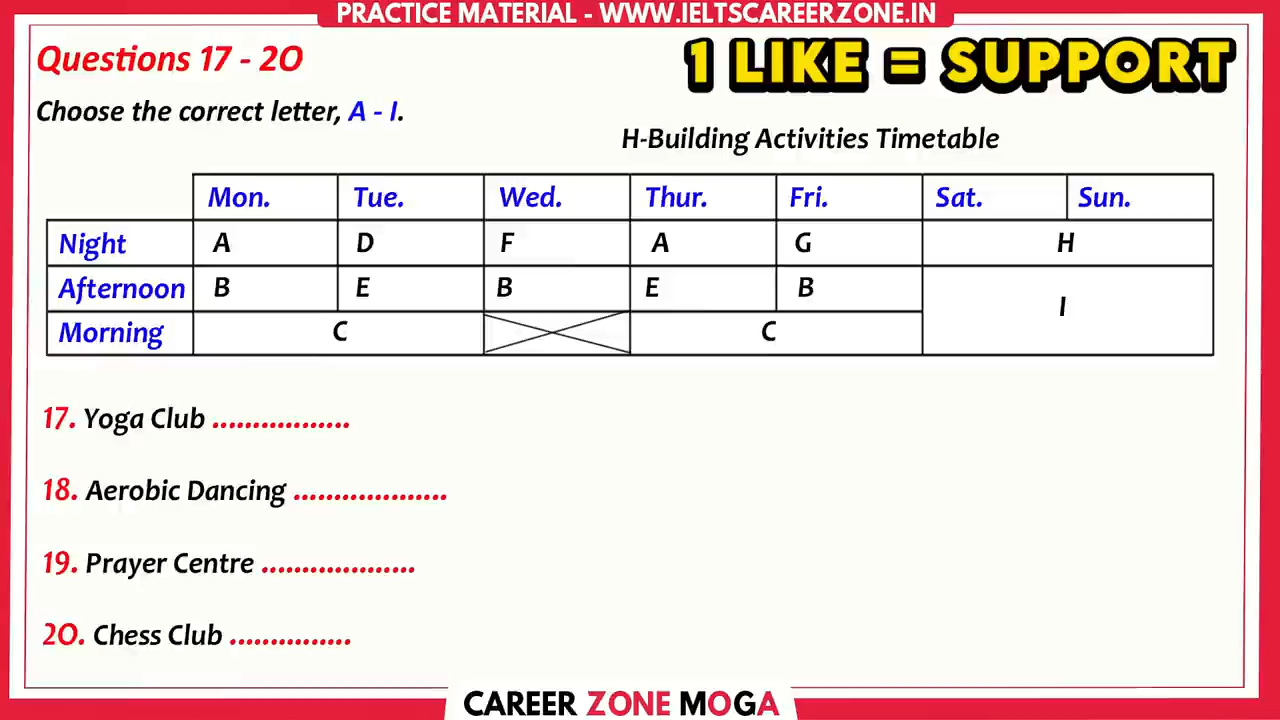 PRACTICE MATERIAL - WWW.IELTSCAREERZONE.IN
Questions 17 - 20
1 LIKE = SUPPORT
Choose the correct letter, A - I.
H-Building Activities Timetable
Mon. Tue. Wed. Thur. Fri. Sat. Sun.
Night A D F A G H
Afternoon B E B E B I
Morning C C
17. Yoga Club .................
18. Aerobic Dancing ...................
19. Prayer Centre ...................
20. Chess Club ...............
CAREER ZONE MOGA